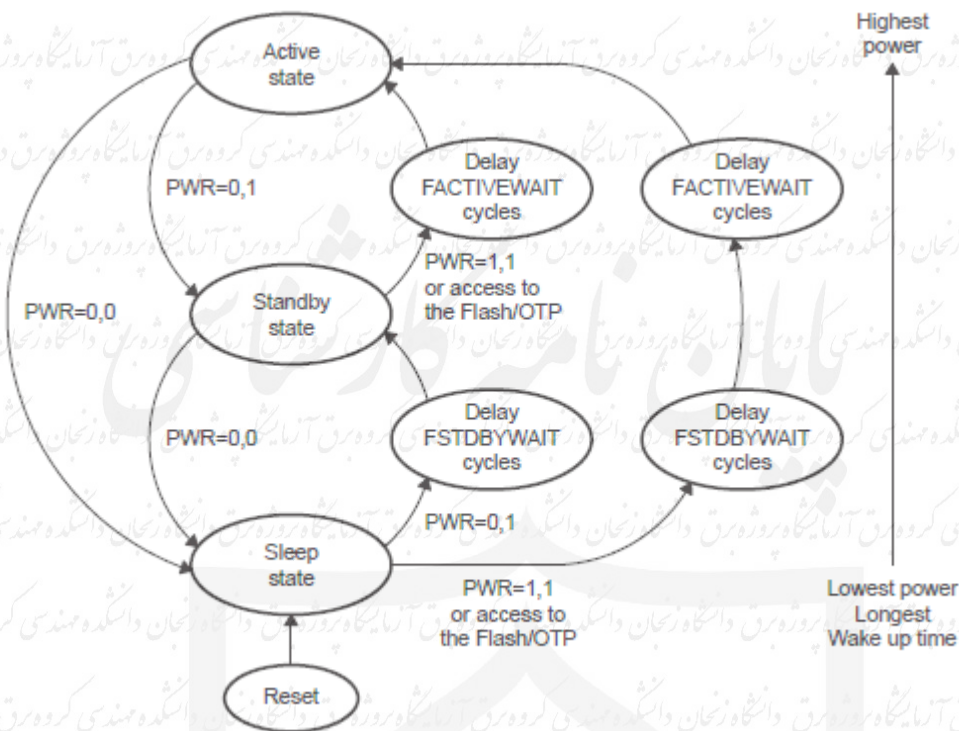 Highest
power
Active
state
Delay
FACTIVEWAIT
cycles
Delay
FACTIVEWAIT
cycles
PWR=0,1
PWR=1,1
or access to
the Flash/OTP
Standby
state
PWR=0,0
Delay
FSTDBYWAIT
cycles
Delay
FSTDBYWAIT
cycles
PWR=0,0
PWR=0,1
Sleep
state
PWR=1,1
or access to
the Flash/OTP
Lowest power
Longest
Wake up time
Reset
پایان نامه کارشناسی